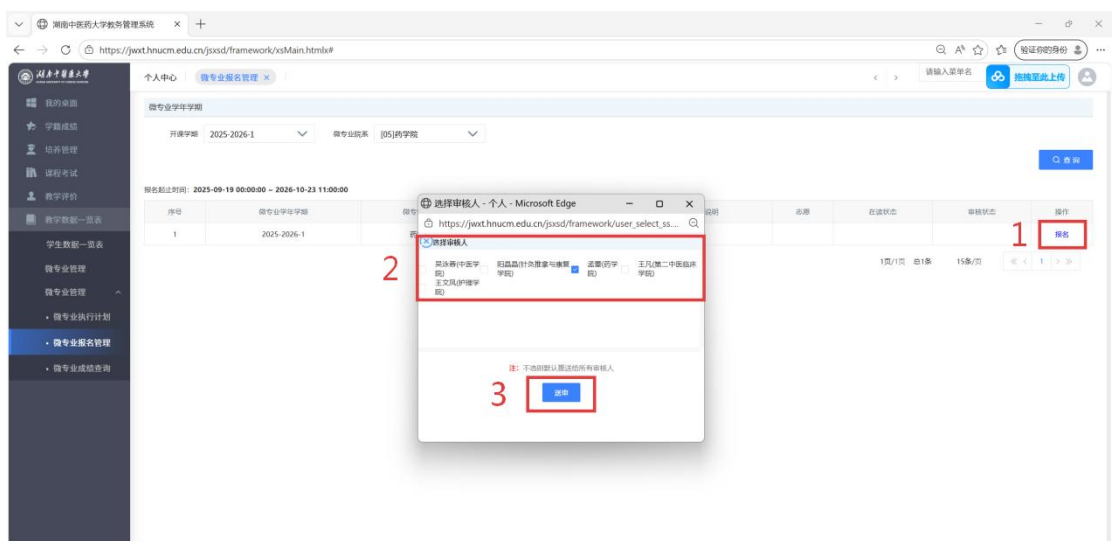 湖南中医药大学教务管理系统
https://jwxt.hnucm.edu.cn/jsxsd/framework/xsMain.htmlx#
验证你的身份
湖南中医药大学
个人中心
微专业报名管理 ×
请输入菜单名
拖拽至此上传
我的桌面
学籍成绩
培养管理
课程考试
教学评价
教学数据一览表
学生数据一览表
微专业管理
微专业管理
• 微专业执行计划
• 微专业报名管理
• 微专业成绩查询
微专业学年学期
开课学期 2025-2026-1 微专业院系 [05]药学院
查询
报名起止时间：2025-09-19 00:00:00 ~ 2026-10-23 11:00:00
序号 微专业学年学期 说明 志愿 在读状态 审核状态 操作
1 2025-2026-1 报名
1页/1页 总1条 15条/页 1
选择审核人 - 个人 - Microsoft Edge
https://jwxt.hnucm.edu.cn/jsxsd/framework/user_select_ss...
选择审核人
(中医学院)
阳晶晶(针灸推拿与康复学院)
(药学院)
王凡(第二中医临床学院)
王文凤(护理学院)
注：不选则默认是送给所有审核人
送审
1
2
3